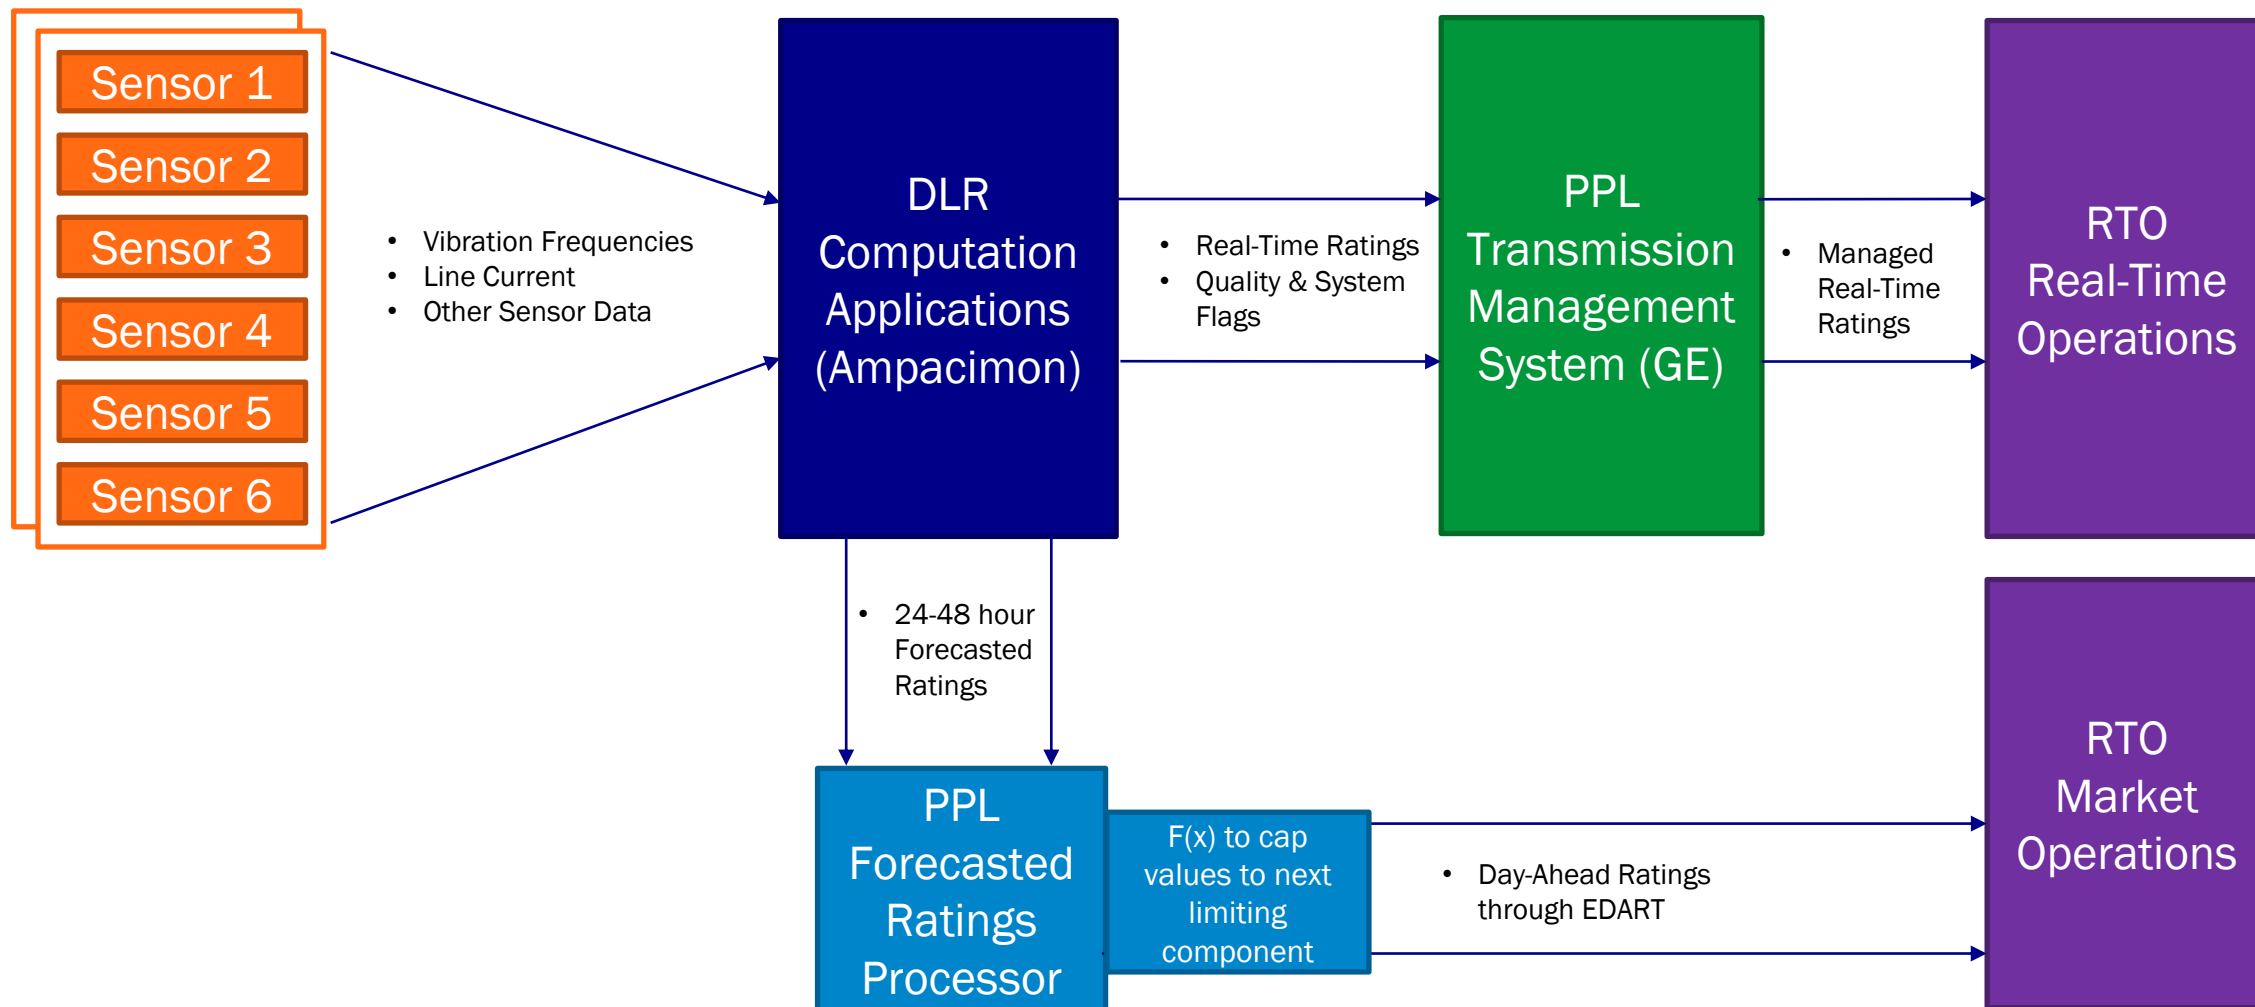 Sensor 1
Sensor 2
Sensor 3
Sensor 4
Sensor 5
Sensor 6
• Vibration Frequencies
• Line Current
• Other Sensor Data
DLR
Computation
Applications
(Ampacimon)
• Real-Time Ratings
• Quality & System
Flags
PPL
Transmission
Management
System (GE)
• Managed
Real-Time
Ratings
RTO
Real-Time
Operations
• 24-48 hour
Forecasted
Ratings
PPL
Forecasted
Ratings
Processor
F(x) to cap
values to next
limiting
component
• Day-Ahead Ratings
through EDART
RTO
Market
Operations